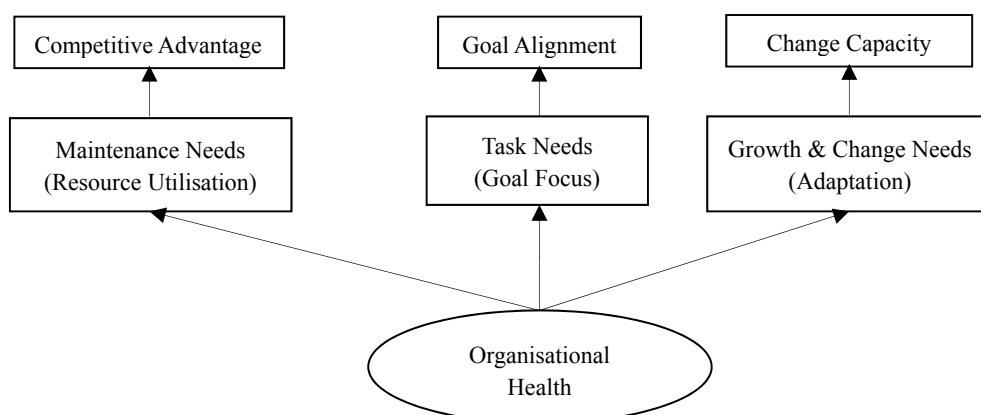 Competitive Advantage
Goal Alignment
Change Capacity
Maintenance Needs
(Resource Utilisation)
Task Needs
(Goal Focus)
Growth & Change Needs
(Adaptation)
Organisational
Health